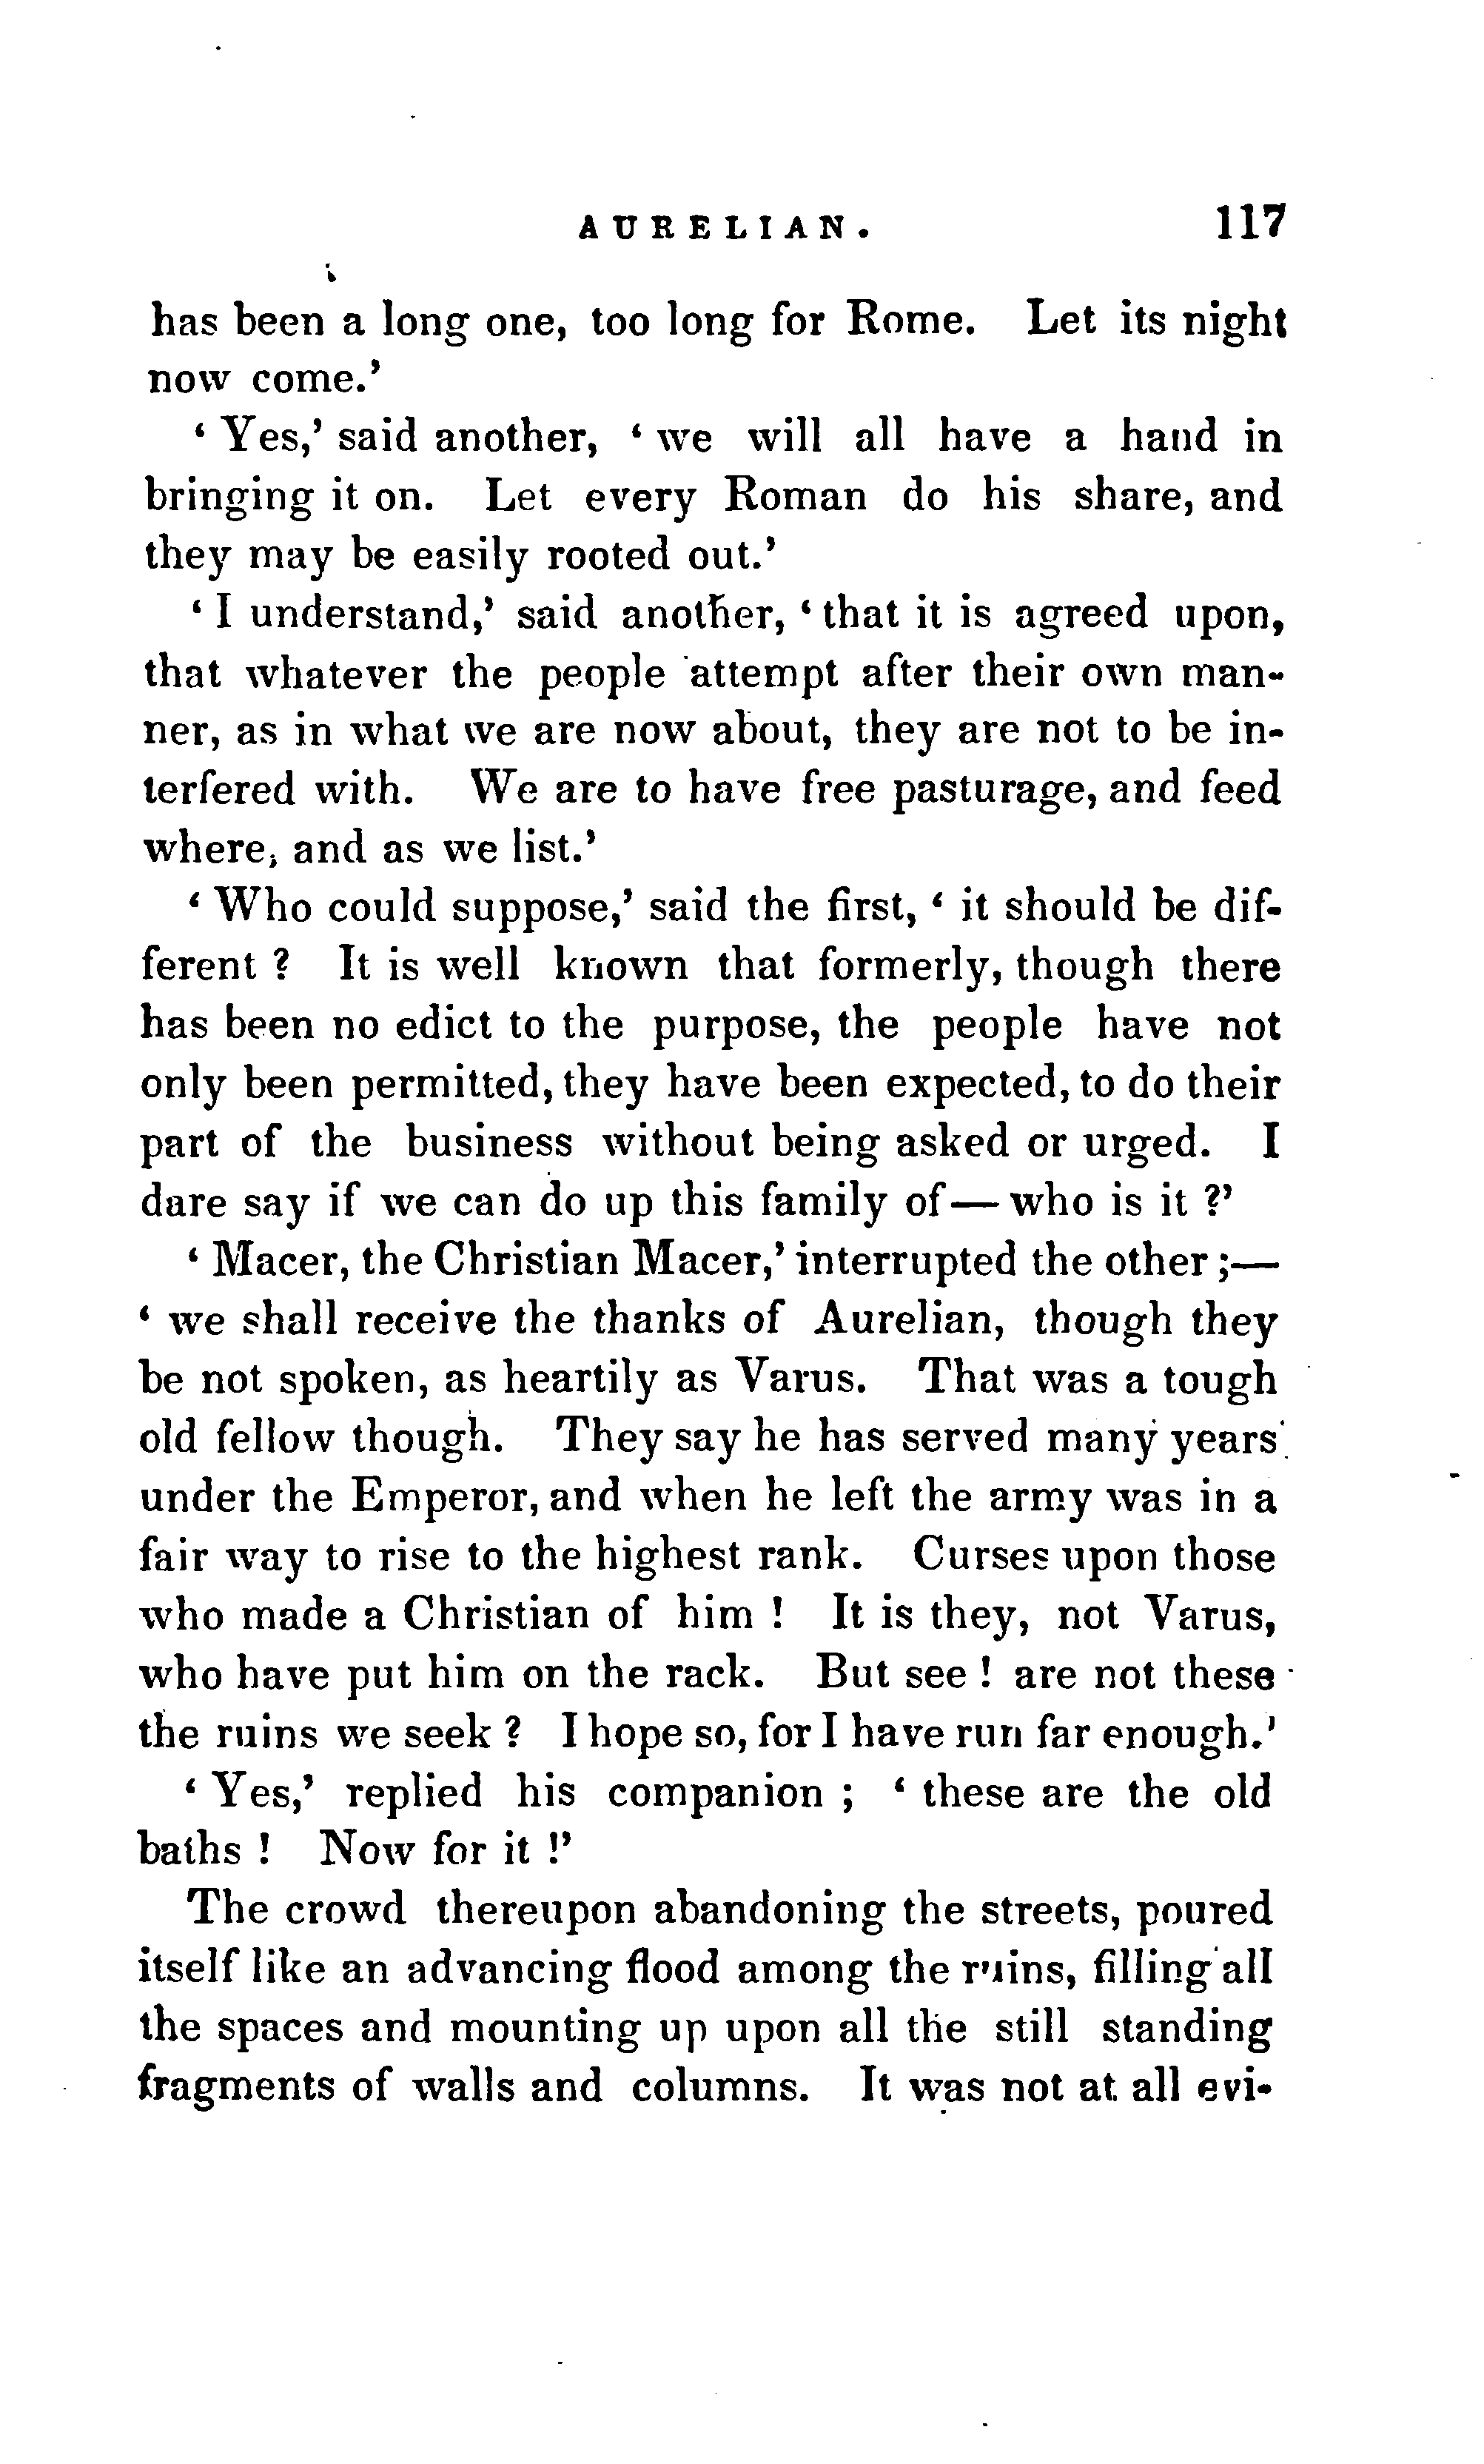 AURELIAN. 117
has been a long one, too long for Rome. Let its night
now come.’
‘ Yes,’ said another, ‘ we will all have a hand in
bringing it on. Let every Roman do his share, and
they may be easily rooted out.’
‘ I understand,’ said another, ‘ that it is agreed upon,
that whatever the people attempt after their own man-
ner, as in what we are now about, they are not to be in-
terfered with. We are to have free pasturage, and feed
where, and as we list.’
‘ Who could suppose,’ said the first, ‘ it should be dif-
ferent ? It is well known that formerly, though there
has been no edict to the purpose, the people have not
only been permitted, they have been expected, to do their
part of the business without being asked or urged. I
dare say if we can do up this family of — who is it ?’
‘ Macer, the Christian Macer,’ interrupted the other ;—
‘ we shall receive the thanks of Aurelian, though they
be not spoken, as heartily as Varus. That was a tough
old fellow though. They say he has served many years
under the Emperor, and when he left the army was in a
fair way to rise to the highest rank. Curses upon those
who made a Christian of him ! It is they, not Varus,
who have put him on the rack. But see ! are not these
the ruins we seek ? I hope so, for I have run far enough.’
‘ Yes,’ replied his companion ; ‘ these are the old
baths ! Now for it !’
The crowd thereupon abandoning the streets, poured
itself like an advancing flood among the ruins, filling all
the spaces and mounting up upon all the still standing
fragments of walls and columns. It was not at all evi-